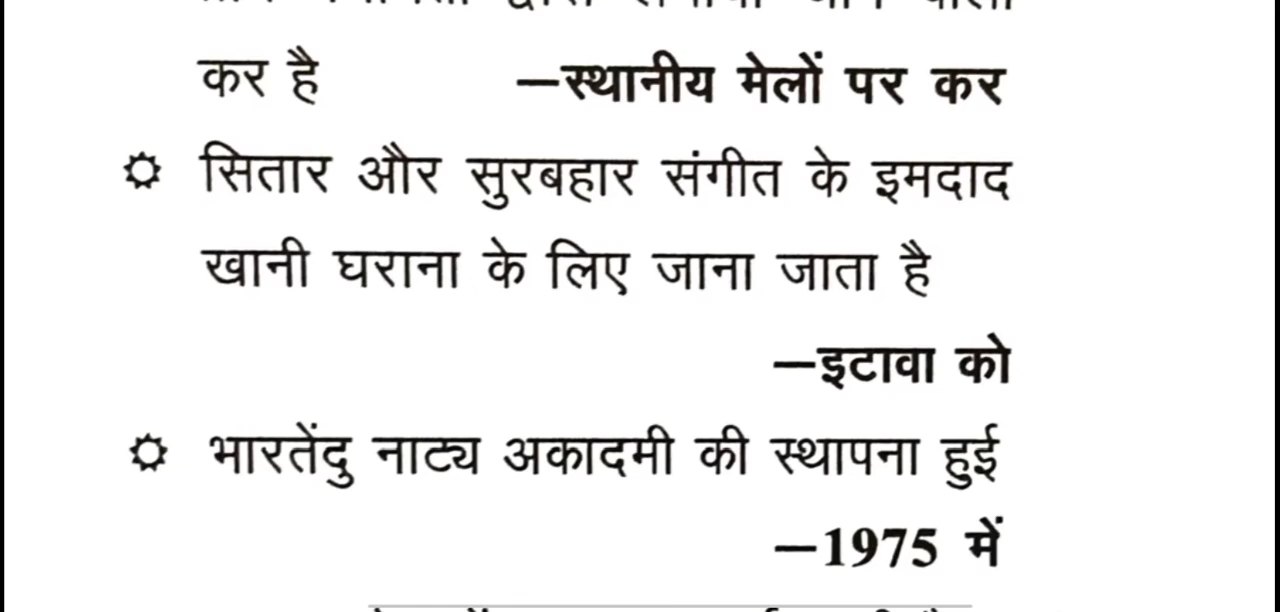 कर है —स्थानीय मेलों पर कर
☼ सितार और सुरबहार संगीत के इमदाद
खानी घराना के लिए जाना जाता है
—इटावा को
☼ भारतेंदु नाट्य अकादमी की स्थापना हुई
—1975 में